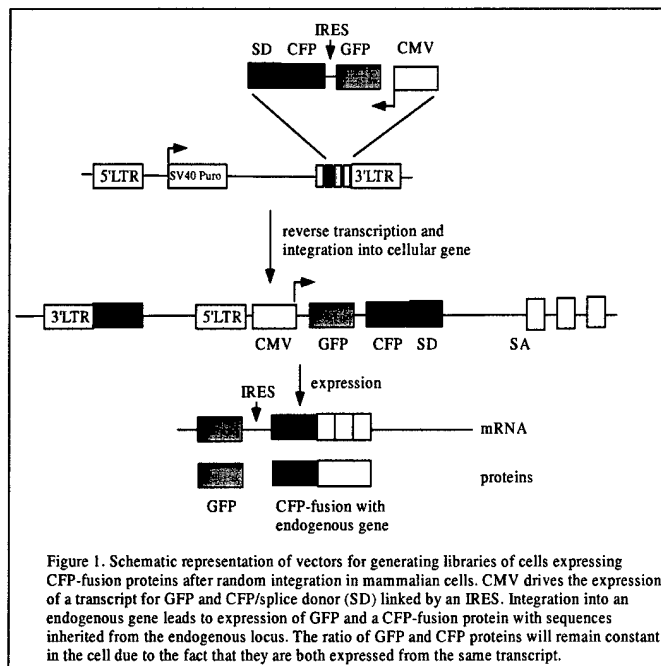 IRES
SD CFP GFP CMV
5'LTR SV40 Puro 3'LTR
reverse transcription and
integration into cellular gene
3'LTR 5'LTR
CMV GFP CFP SD SA
expression
IRES
mRNA
proteins
GFP CFP-fusion with
endogenous gene
Figure 1. Schematic representation of vectors for generating libraries of cells expressing
CFP-fusion proteins after random integration in mammalian cells. CMV drives the expression
of a transcript for GFP and CFP/splice donor (SD) linked by an IRES. Integration into an
endogenous gene leads to expression of GFP and a CFP-fusion protein with sequences
inherited from the endogenous locus. The ratio of GFP and CFP proteins will remain constant
in the cell due to the fact that they are both expressed from the same transcript.